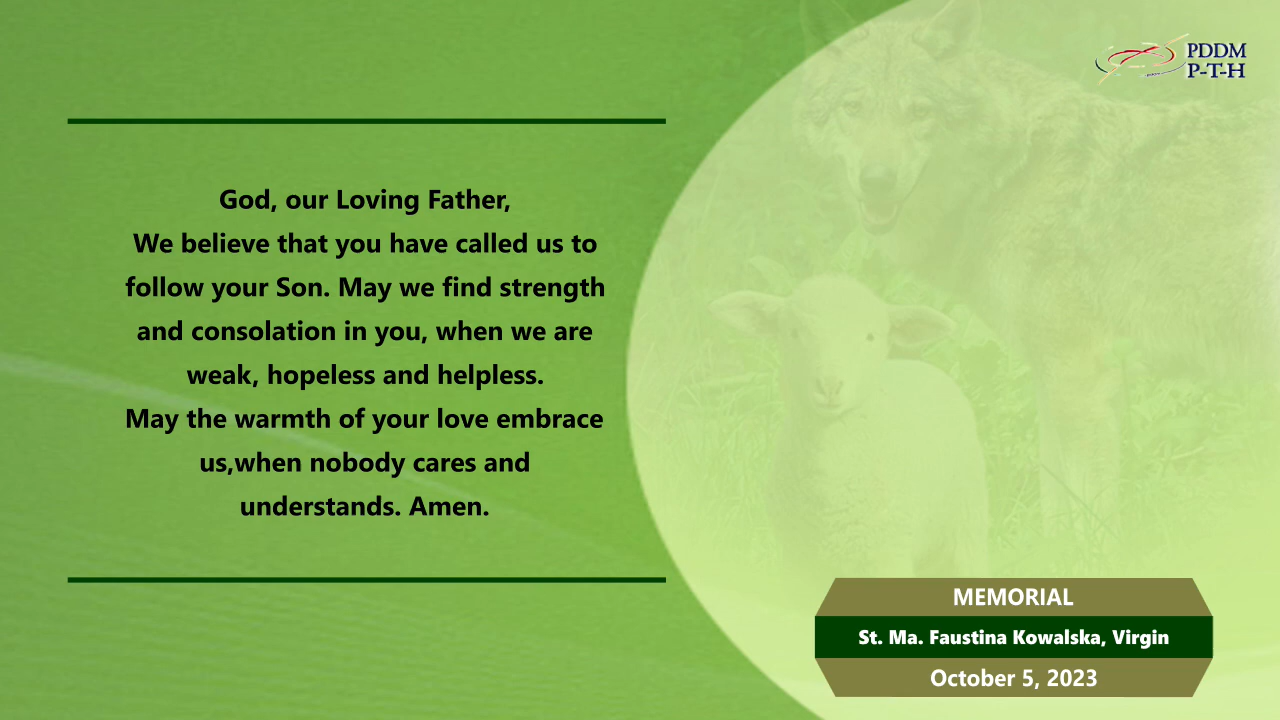 PDDM
P-T-H
God, our Loving Father,
We believe that you have called us to
follow your Son. May we find strength
and consolation in you, when we are
weak, hopeless and helpless.
May the warmth of your love embrace
us,when nobody cares and
understands. Amen.
MEMORIAL
St. Ma. Faustina Kowalska, Virgin
October 5, 2023